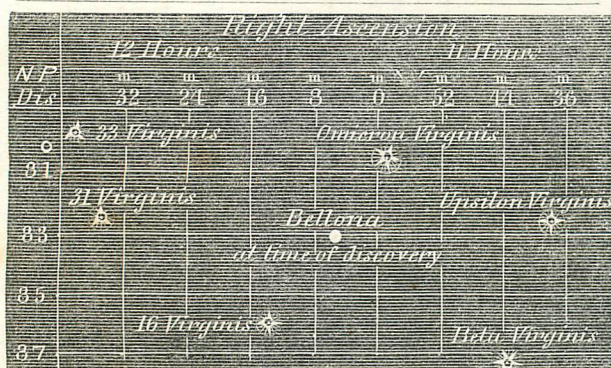 Right Ascension
12 Hours 11 Hours
N P m m m m m m m m
Dis 32 24 16 8 0 52 44 36
33 Virginis Omicron Virginis
81
31 Virginis Epsilon Virginis
Bellona
83
at time of discovery
85
16 Virginis Beta Virginis
87